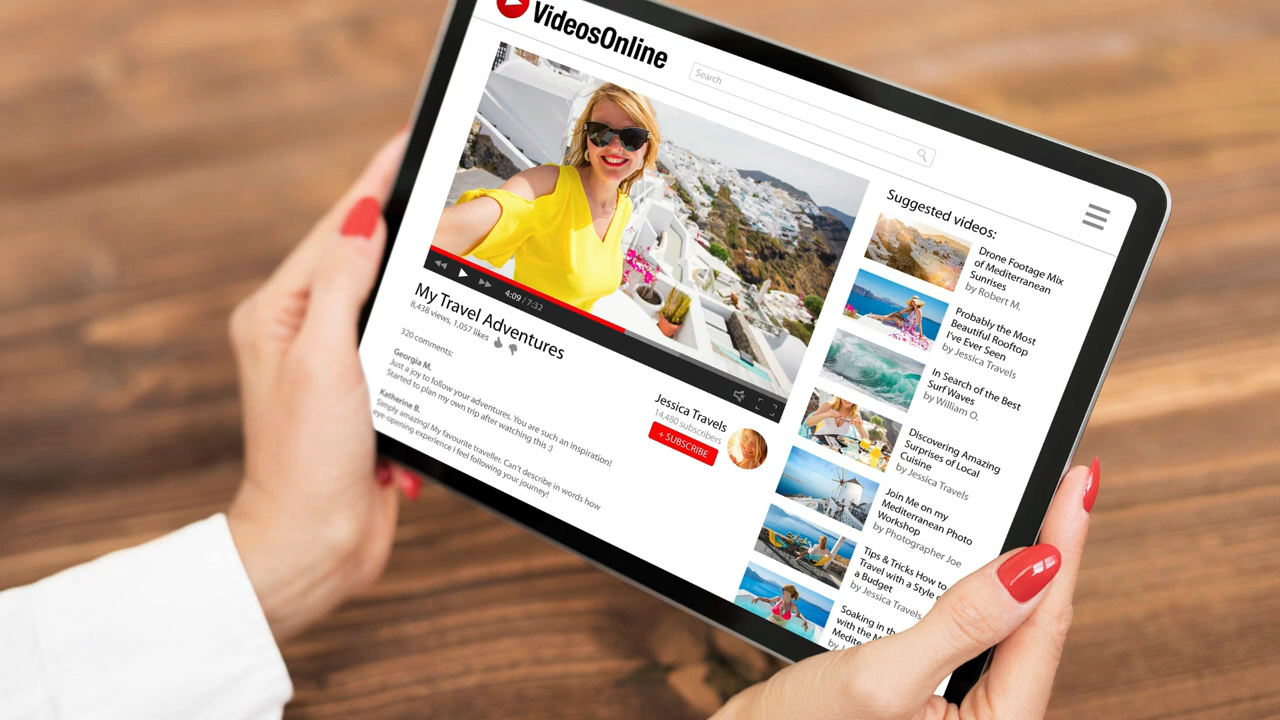 VideosOnline
Search
4:09 / 7:32
My Travel Adventures
8,438 views, 1,057 likes
320 comments:
Georgia M.
Just a joy to follow your adventures. You are such an inspiration!
Started to plan my own trip after watching this :)
Katherine B.
Simply amazing! My favourite traveller. Can't describe in words how
eye-opening experience I feel following your journey!
Jessica Travels
14,480 subscribers
+ SUBSCRIBE
Suggested videos:
Drone Footage Mix
of Mediterranean
Sunrises
by Robert M.
Probably the Most
Beautiful Rooftop
I've Ever Seen
by Jessica Travels
In Search of the Best
Surf Waves
by William O.
Discovering Amazing
Surprises of Local
Cuisine
by Jessica Travels
Join Me on my
Mediterranean Photo
Workshop
by Photographer Joe
Tips & Tricks How to
Travel with a Style
a Budget
by Jessica Travels
Soaking in
with the